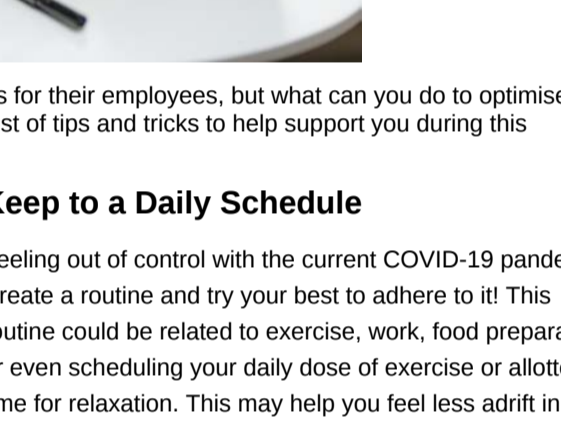 s for their employees, but what can you do to optimise
st of tips and tricks to help support you during this
Keep to a Daily Schedule
eeling out of control with the current COVID-19 pande
reate a routine and try your best to adhere to it! This
outine could be related to exercise, work, food prepara
r even scheduling your daily dose of exercise or allott
me for relaxation. This may help you feel less adrift in